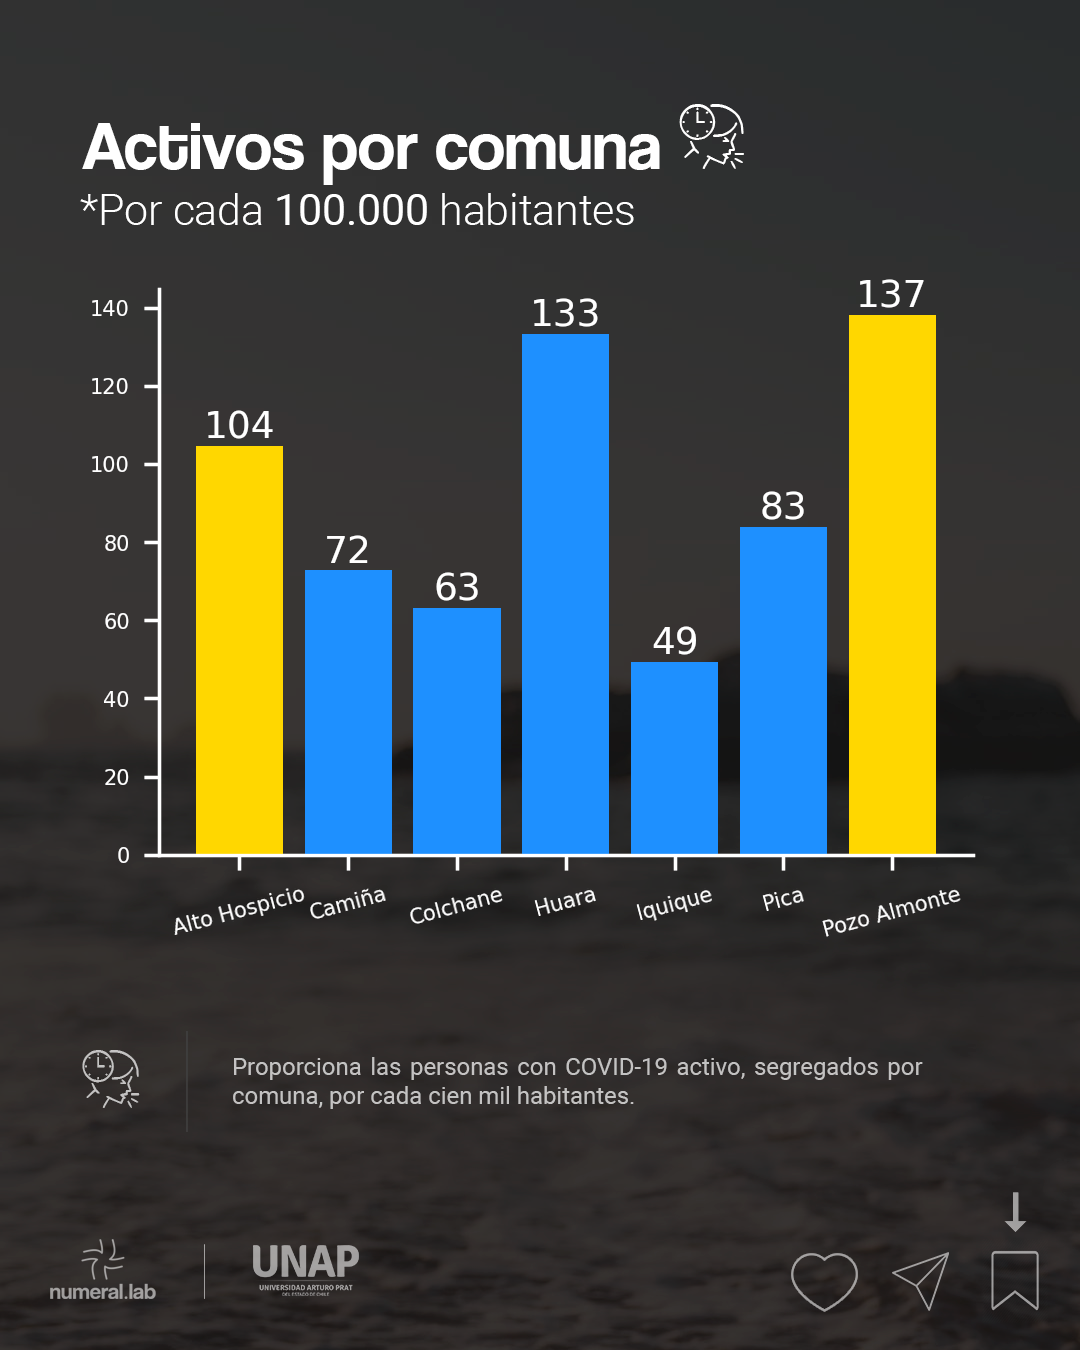 Activos por comuna
*Por cada 100.000 habitantes
140
120
100
80
60
40
20
0
104
72
63
133
49
83
137
Alto Hospicio
Camiña
Colchane
Huara
Iquique
Pica
Pozo Almonte
Proporciona las personas con COVID-19 activo, segregados por
comuna, por cada cien mil habitantes.
numeral.lab
UNAP
UNIVERSIDAD ARTURO PRAT
DEL ESTADO DE CHILE